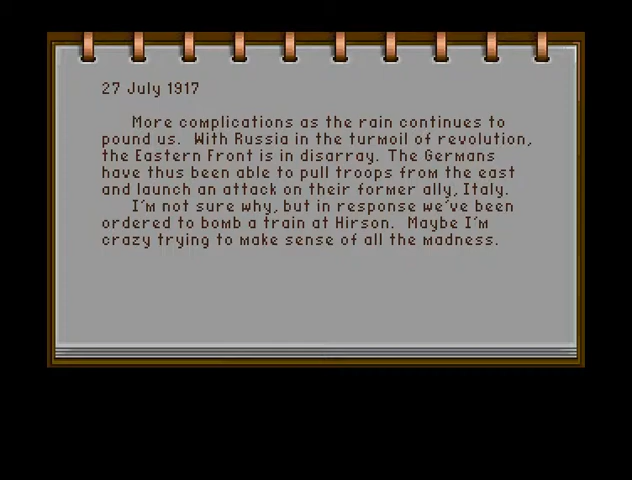 27 July 1917
More complications as the rain continues to
pound us. With Russia in the turmoil of revolution,
the Eastern Front is in disarray. The Germans
have thus been able to pull troops from the east
and launch an attack on their former ally, Italy.
I'm not sure why, but in response we've been
ordered to bomb a train at Hirson. Maybe I'm
crazy trying to make sense of all the madness.